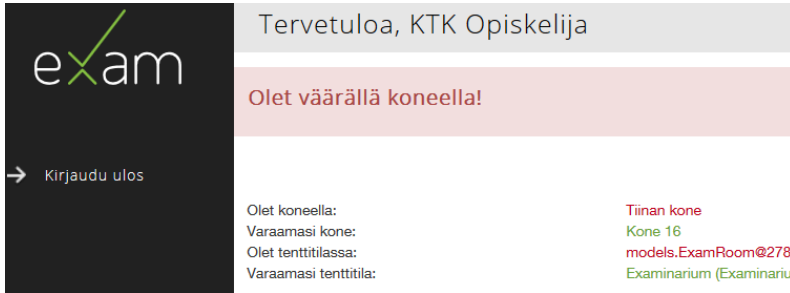 exam
Tervetuloa, KTK Opiskelija
Olet väärällä koneella!
Kirjaudu ulos
Olet koneella: Tiinan kone
Varaamasi kone: Kone 16
Olet tenttitilassa: models.ExamRoom@278
Varaamasi tenttitila: Examinarium (Examinariu